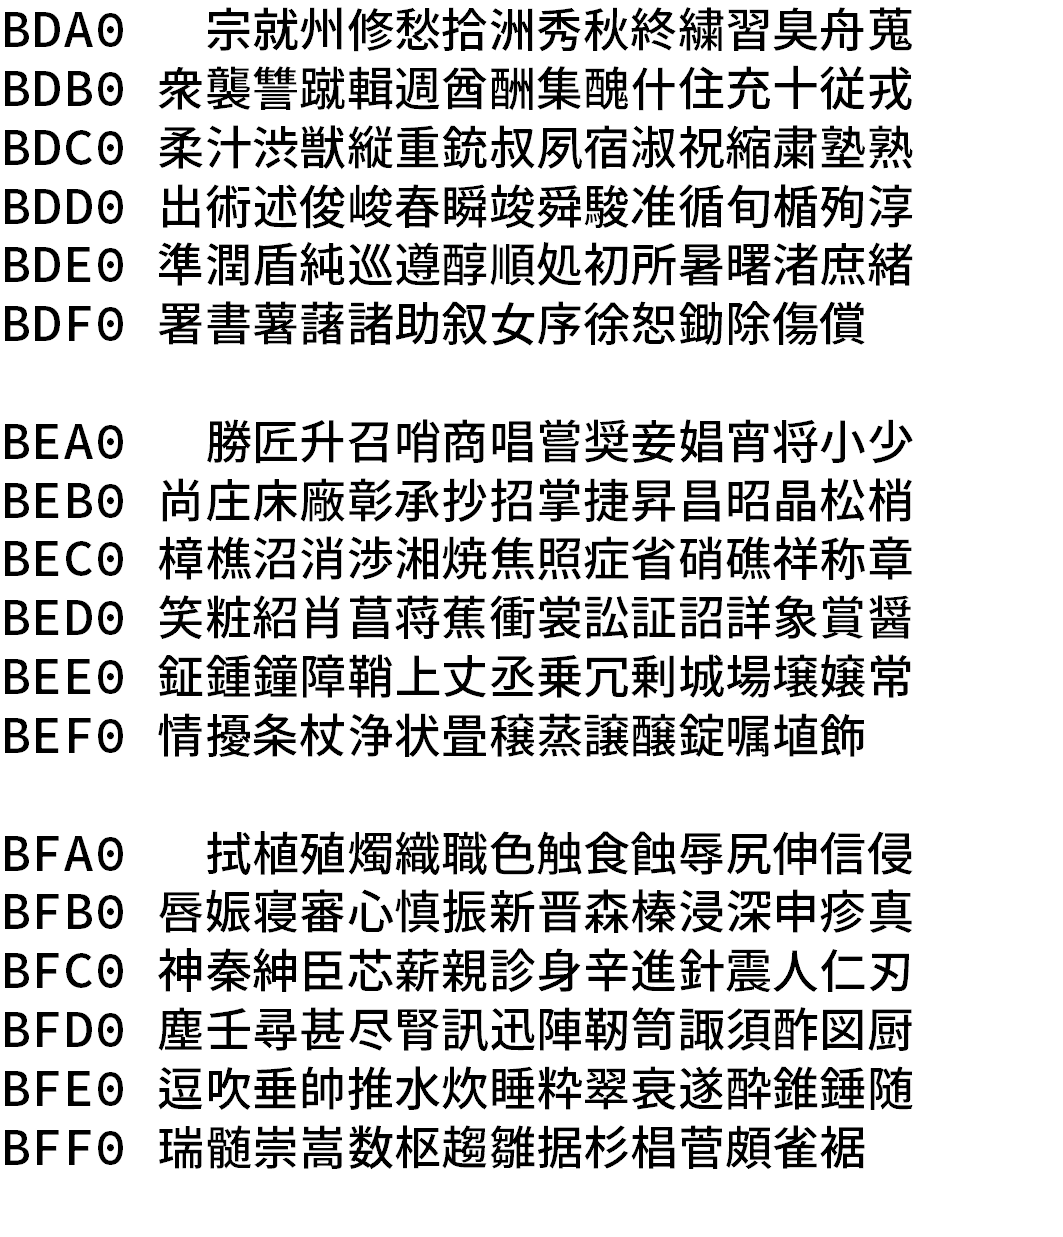 BDA0 宗就州修愁拾洲秀秋終繍習臭舟蒐
BDB0 衆襲讐蹴輯週酋酬集醜什住充十従戎
BDC0 柔汁渋獣縦重銃叔夙宿淑祝縮粛塾熟
BDD0 出術述俊峻春瞬竣舜駿准循旬楯殉淳
BDE0 準潤盾純巡遵醇順処初所暑曙渚庶緒
BDF0 署書薯藷諸助叙女序徐恕鋤除傷償
BEA0 勝匠升召哨商唱嘗奨妾娼宵将小少
BEB0 尚庄床廠彰承抄招掌捷昇昌昭晶松梢
BEC0 樟樵沼消渉湘焼焦照症省硝礁祥称章
BED0 笑粧紹肖菖蒋蕉衝裳訟証詔詳象賞醤
BEE0 鉦鍾鐘障鞘上丈丞乗冗剰城場壌嬢常
BEF0 情擾条杖浄状畳穣蒸譲醸錠嘱埴飾
BFA0 拭植殖燭織職色触食蝕辱尻伸信侵
BFB0 唇娠寝審心慎振新晋森榛浸深申疹真
BFC0 神秦紳臣芯薪親診身辛進針震人仁刃
BFD0 塵壬尋甚尽腎訊迅陣靭笥諏須酢図厨
BFE0 逗吹垂帥推水炊睡粋翠衰遂酔錐錘随
BFF0 瑞髄崇嵩数枢趨雛据杉椙菅頗雀裾